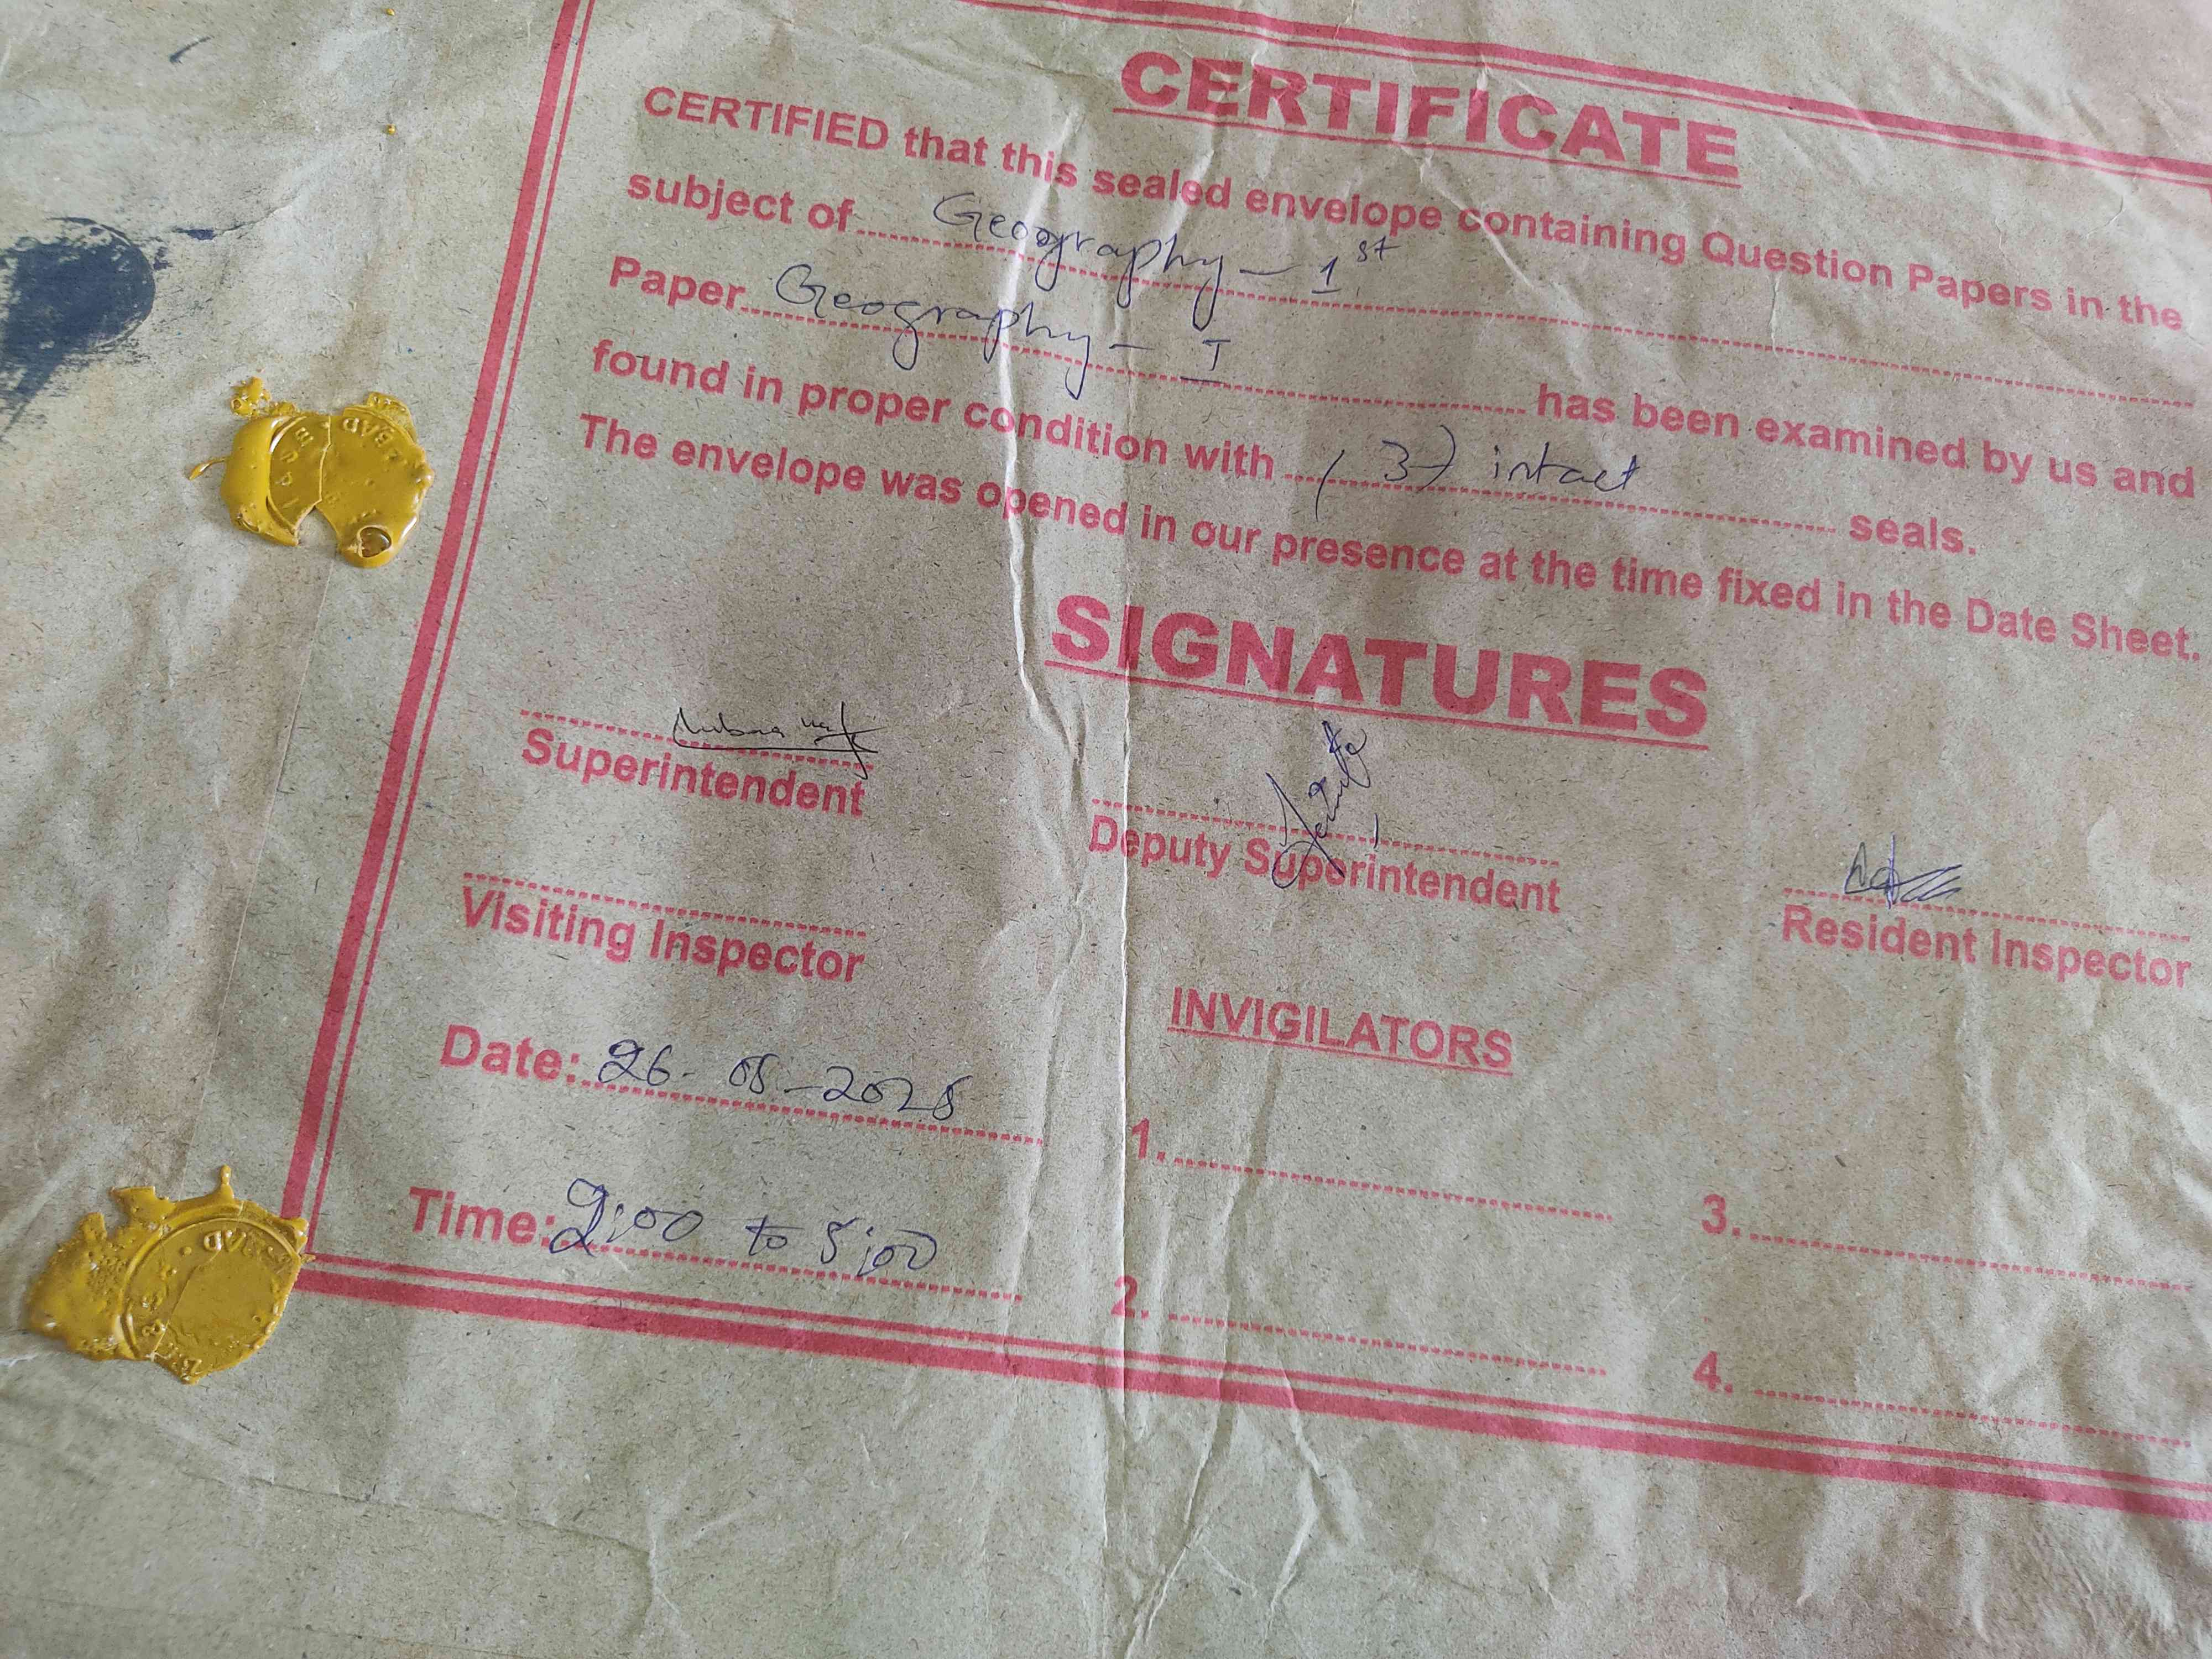 CERTIFICATE
CERTIFIED that this sealed envelope containing Question Papers in the
subject of Geography - 1st
Paper Geography - I has been examined by us and
found in proper condition with (3) intact seals.
The envelope was opened in our presence at the time fixed in the Date Sheet.
SIGNATURES
Superintendent
Deputy Superintendent
Resident Inspector
Visiting Inspector
INVIGILATORS
Date: 26-05-2025
1.
3.
Time: 2:00 to 5:00
2.
4.